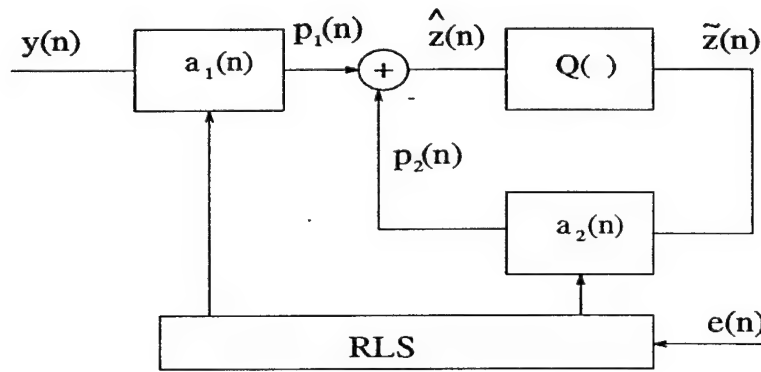 y(n)
a₁(n)
p₁(n)
+
ẑ(n)
Q( )
z̃(n)
p₂(n)
a₂(n)
RLS
e(n)